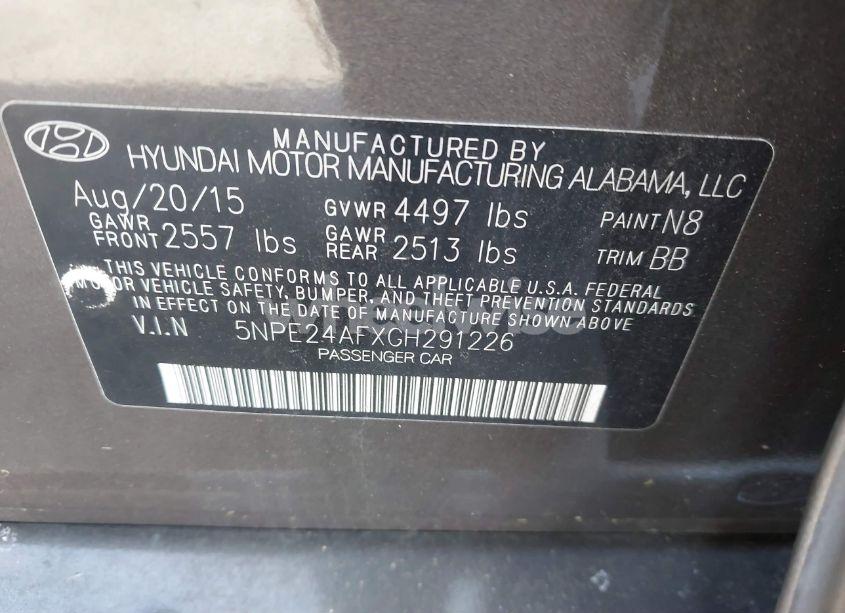 MANUFACTURED BY
HYUNDAI MOTOR MANUFACTURING ALABAMA, LLC
Aug/20/15 GVWR 4497 lbs PAINT N8
GAWR FRONT 2557 lbs GAWR REAR 2513 lbs TRIM BB
THIS VEHICLE CONFORMS TO ALL APPLICABLE U.S.A. FEDERAL
MOTOR VEHICLE SAFETY, BUMPER, AND THEFT PREVENTION STANDARDS
IN EFFECT ON THE DATE OF MANUFACTURE SHOWN ABOVE
V.I.N 5NPE24AFXGH291226
PASSENGER CAR